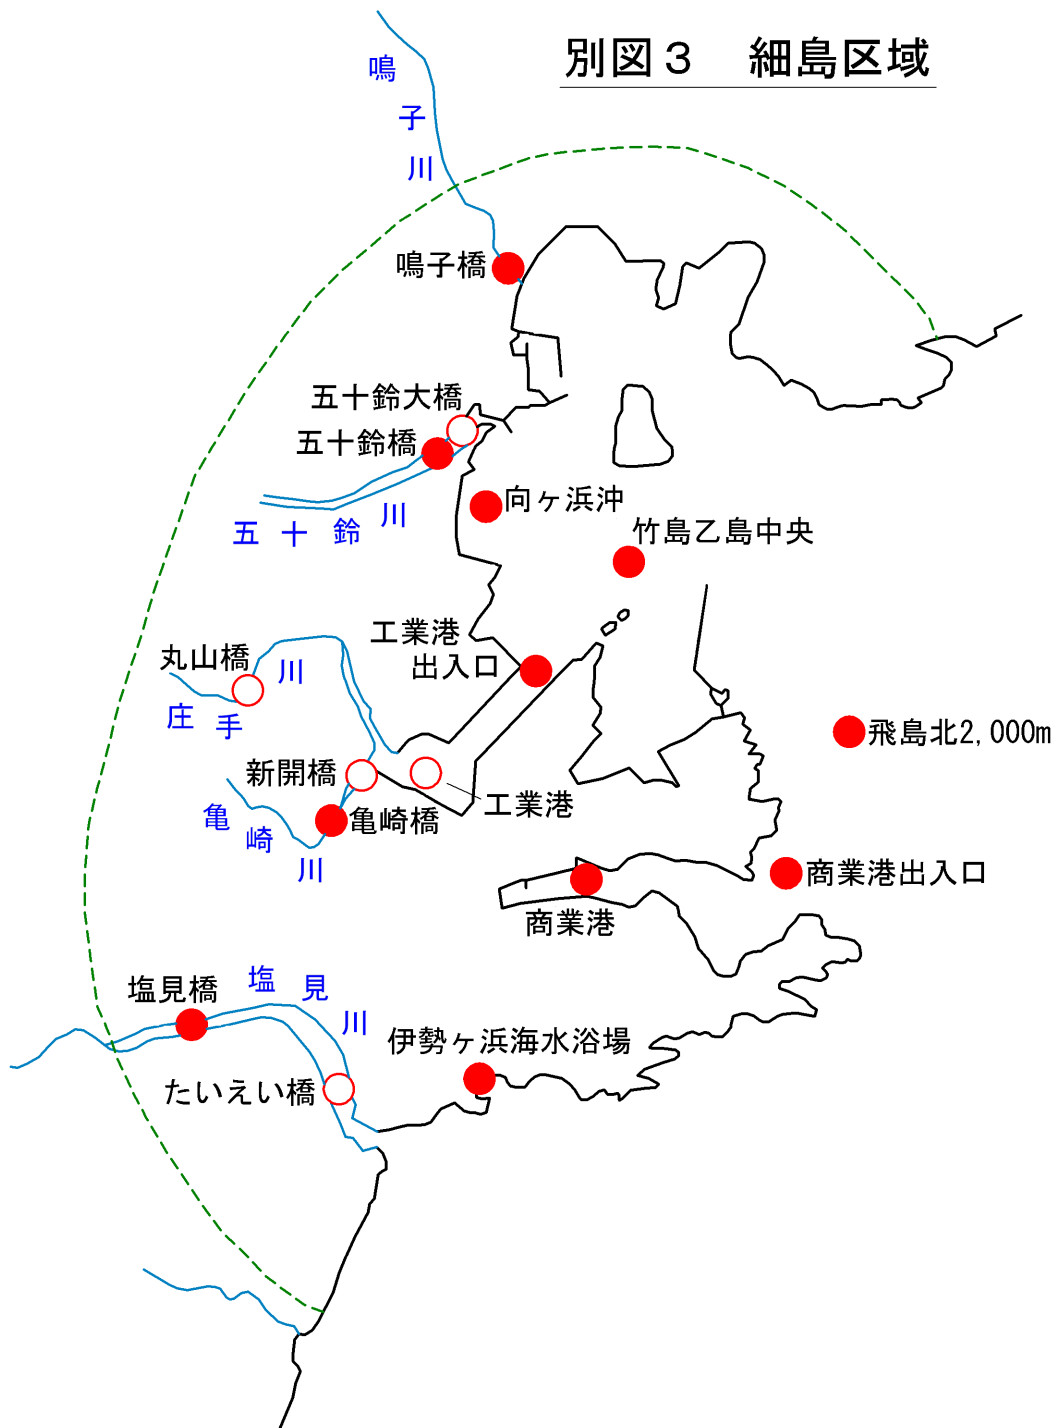 別図３　細島区域
鳴子川
鳴子橋
五十鈴大橋
五十鈴橋
五十鈴川
向ヶ浜沖
竹島乙島中央
工業港
出入口
丸山橋
庄手川
飛島北2,000m
新開橋
工業港
亀崎橋
亀崎川
商業港出入口
商業港
塩見川
塩見橋
伊勢ヶ浜海水浴場
たいえい橋